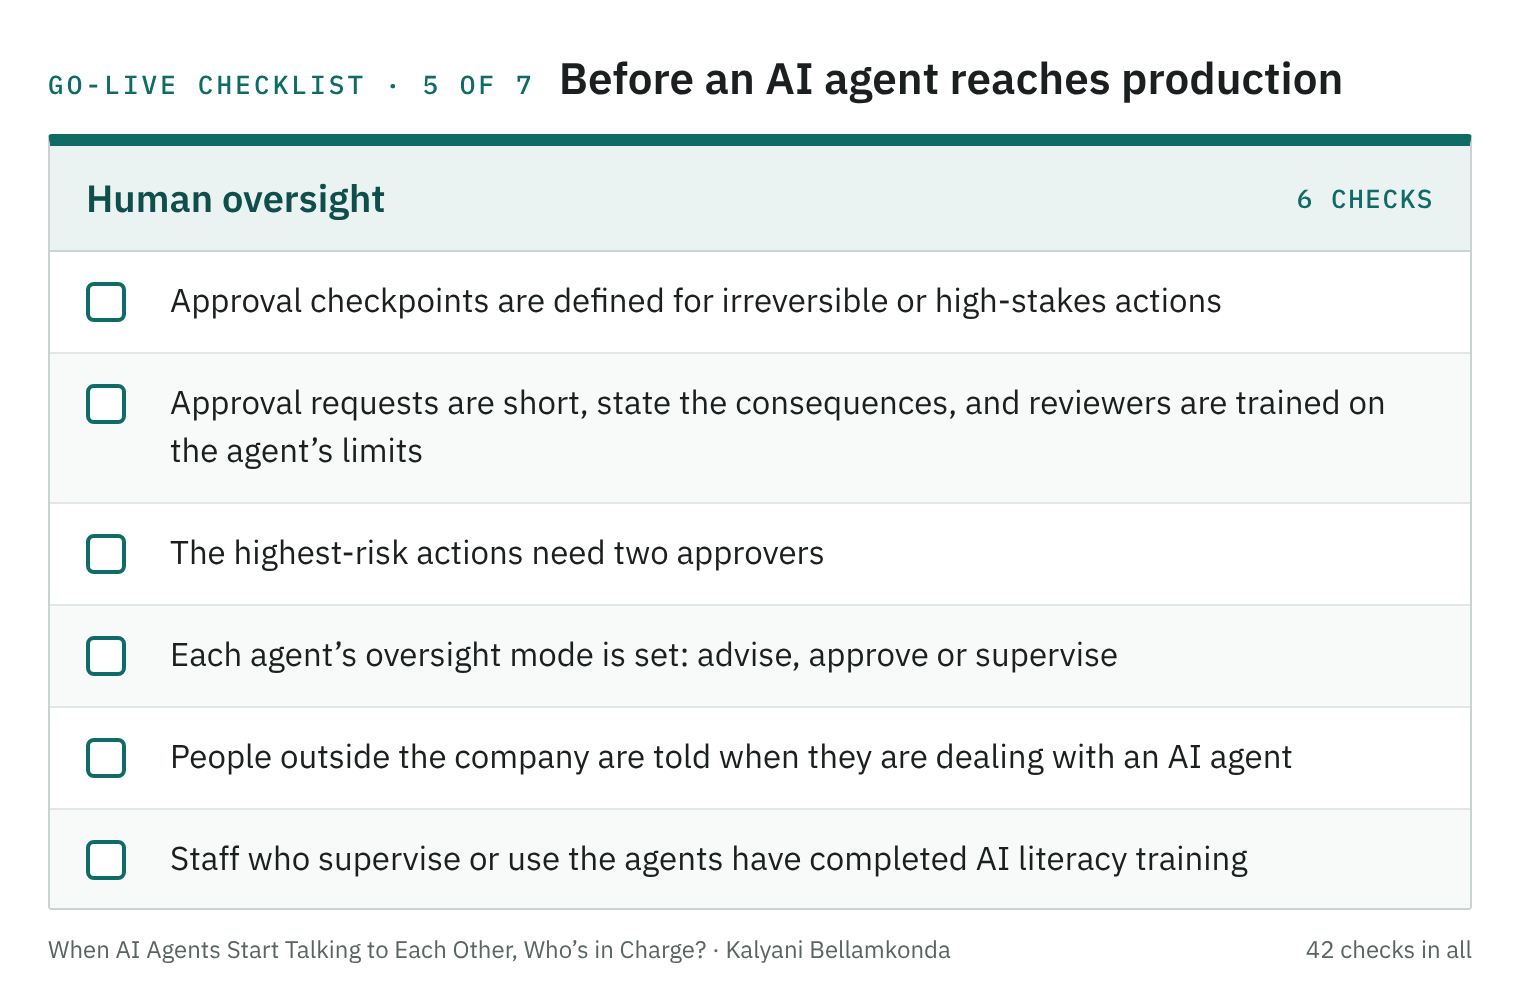 GO-LIVE CHECKLIST · 5 OF 7 Before an AI agent reaches production
Human oversight 6 CHECKS
Approval checkpoints are defined for irreversible or high-stakes actions
Approval requests are short, state the consequences, and reviewers are trained on
the agent’s limits
The highest-risk actions need two approvers
Each agent’s oversight mode is set: advise, approve or supervise
People outside the company are told when they are dealing with an AI agent
Staff who supervise or use the agents have completed AI literacy training
When AI Agents Start Talking to Each Other, Who’s in Charge? · Kalyani Bellamkonda 42 checks in all